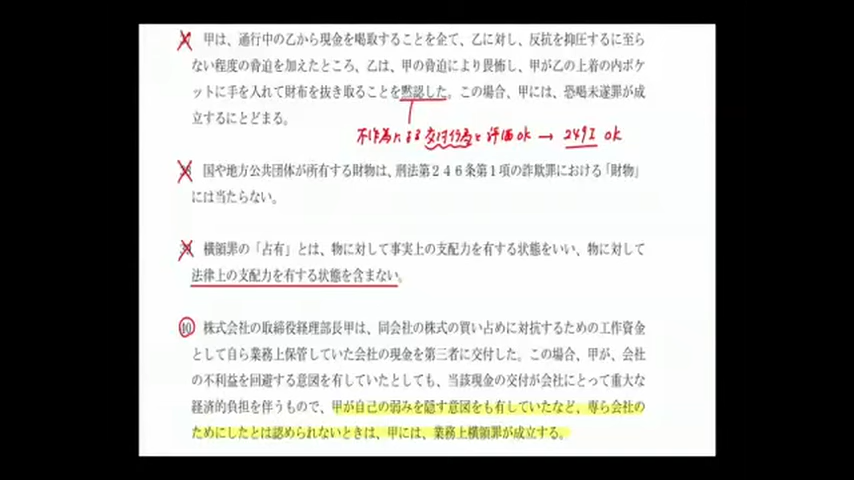 甲は、通行中の乙から現金を喝取することを企て、乙に対し、反抗を抑圧するに至ら
ない程度の脅迫を加えたところ、乙は、甲の脅迫により畏怖し、甲が乙の上着の内ポケ
ットに手を入れて財布を抜き取ることを黙認した。この場合、甲には、恐喝未遂罪が成
立するにとどまる。
不作為による交付行為と評価OK → 249I OK
国や地方公共団体が所有する財物は、刑法第246条第1項の詐欺罪における「財物」
には当たらない。
横領罪の「占有」とは、物に対して事実上の支配力を有する状態をいい、物に対して
法律上の支配力を有する状態を含まない。
40 株式会社の取締役経理部長甲は、同会社の株式の買い占めに対抗するための工作資金
として自ら業務上保管していた会社の現金を第三者に交付した。この場合、甲が、会社
の不利益を回避する意図を有していたとしても、当該現金の交付が会社にとって重大な
経済的負担を伴うもので、甲が自己の弱みを隠す意図をも有していたなど、専ら会社の
ためにしたとは認められないときは、甲には、業務上横領罪が成立する。